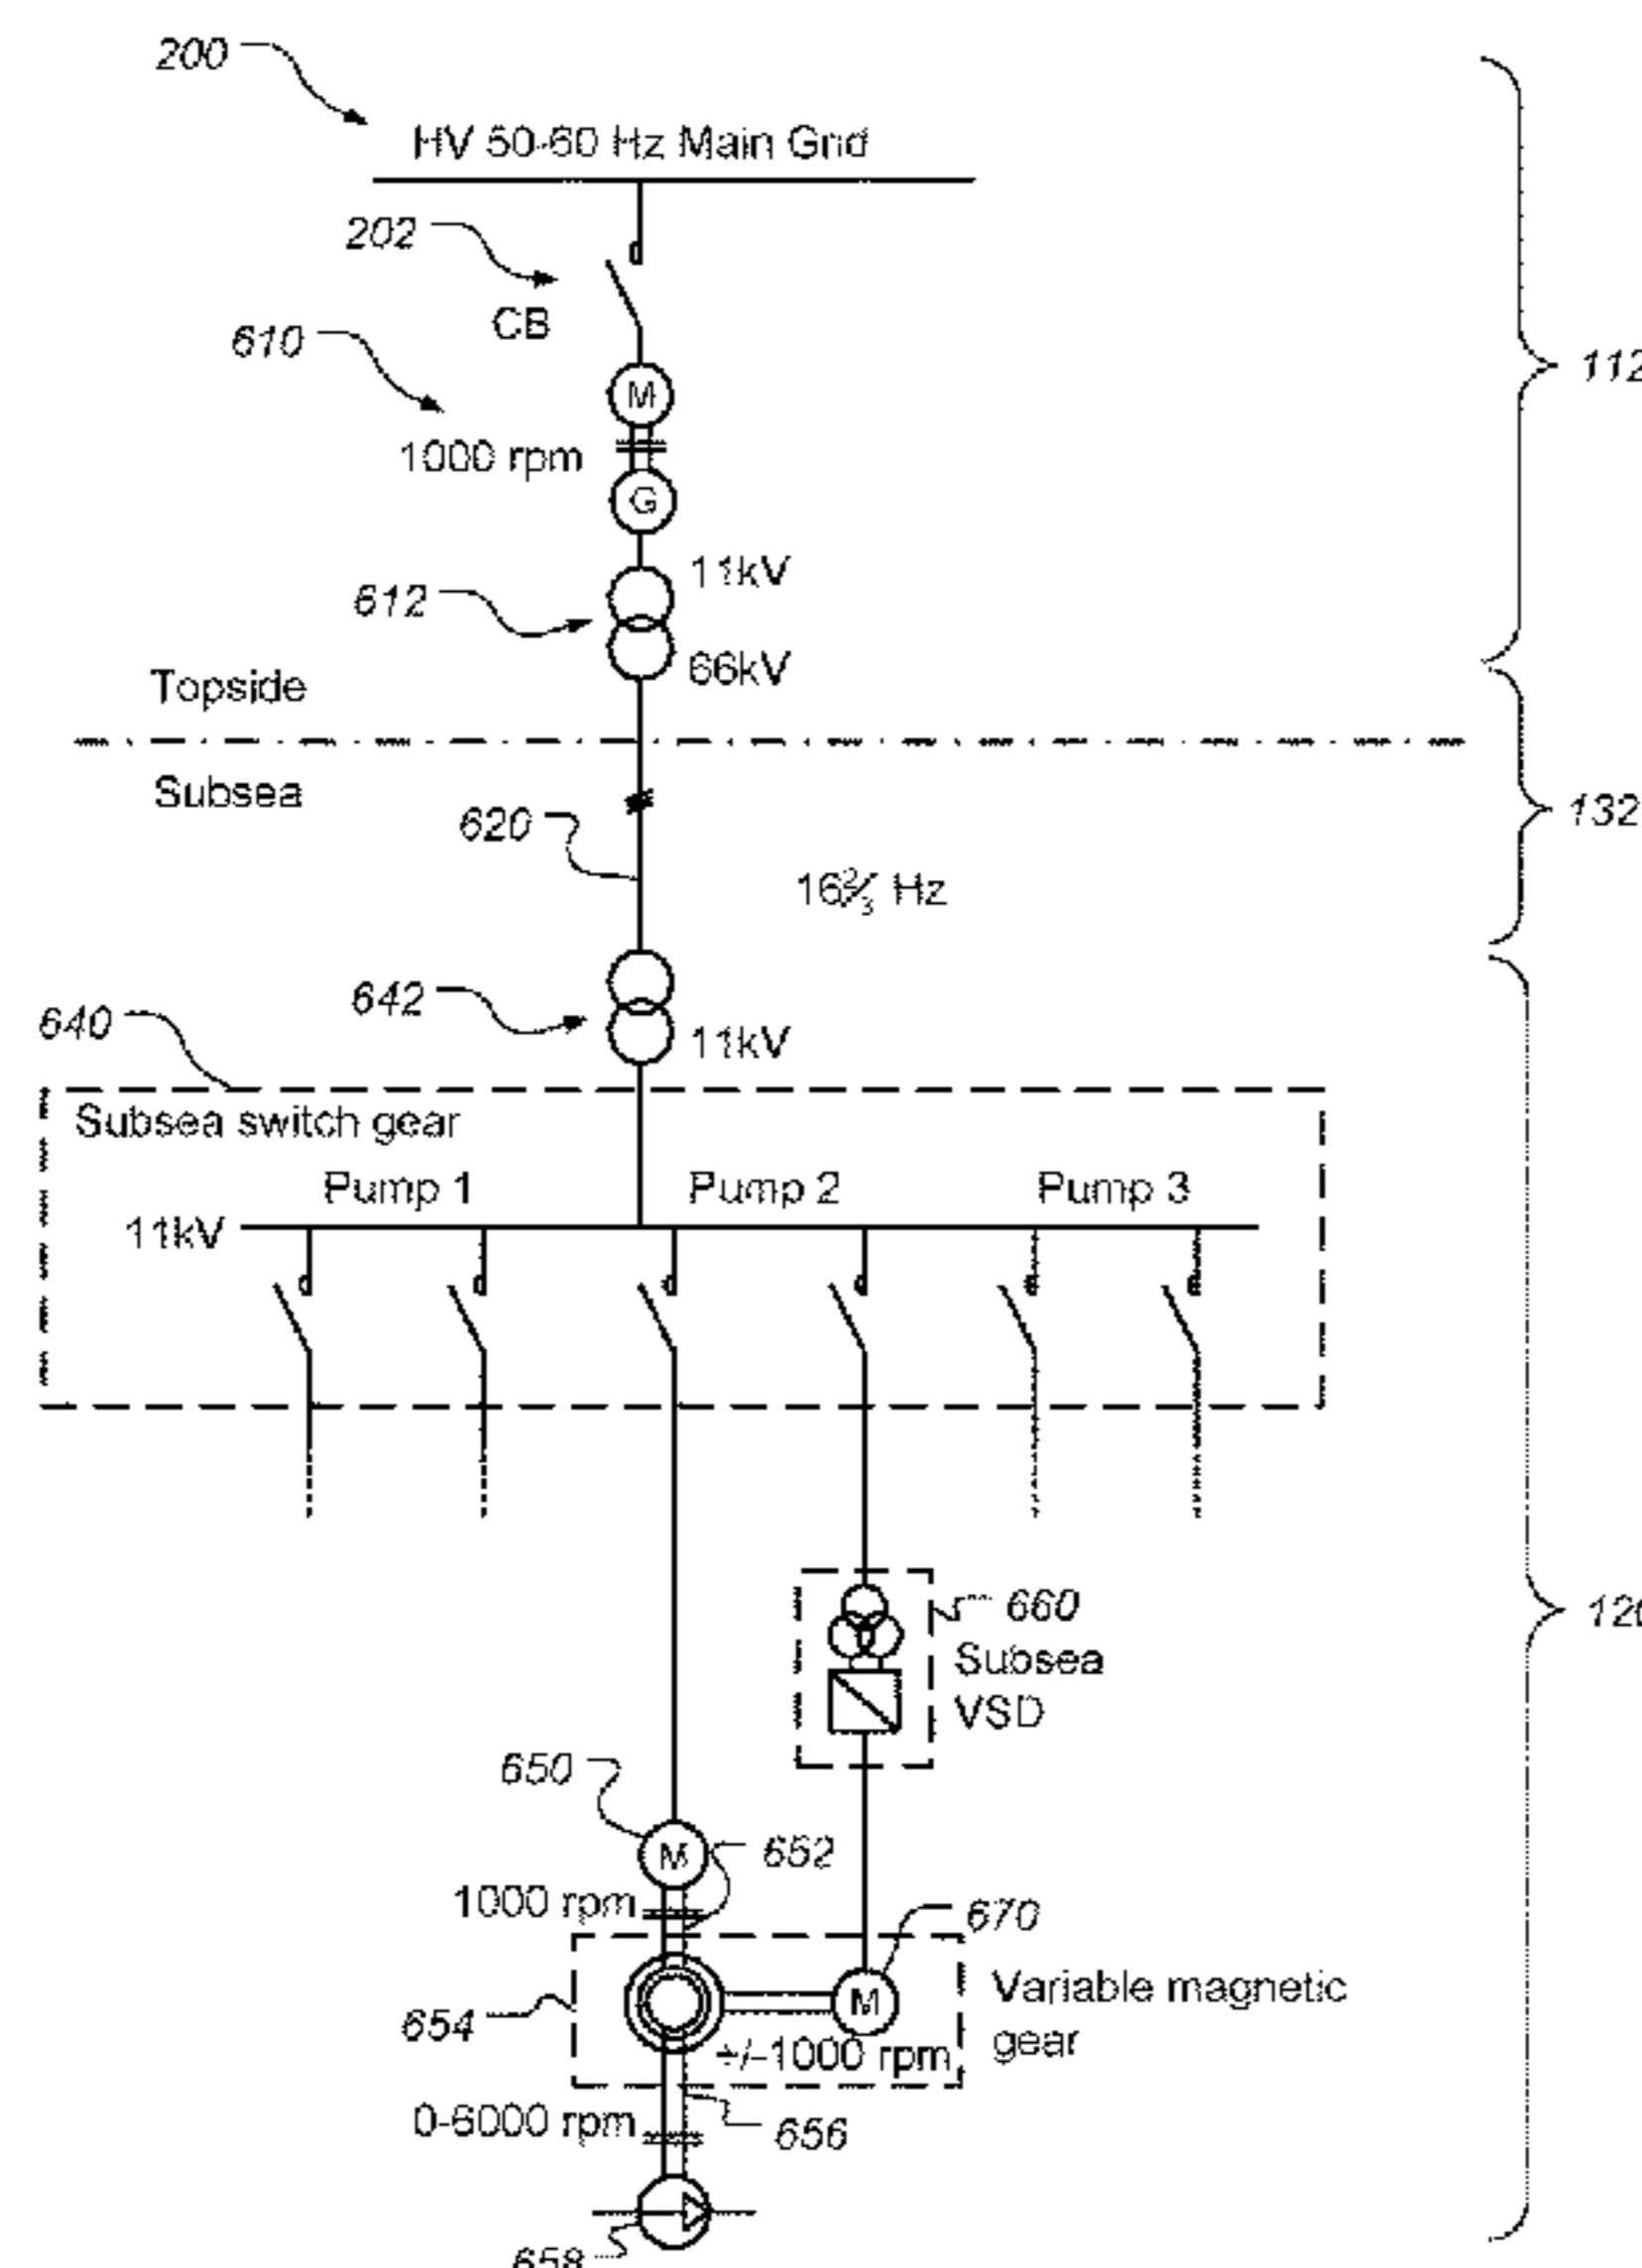 200
HV 50-60 Hz Main Grid
202
CB
610
M
112
1000 rpm
G
11kV
612
66kV
Topside
Subsea
132
620
16⅔ Hz
642
640
11kV
Subsea switch gear
Pump 1 Pump 2 Pump 3
11kV
660
Subsea
VSD
650
M
652
1000 rpm
670
M
Variable magnetic
gear
654
+/-1000 rpm
0-6000 rpm
656
658